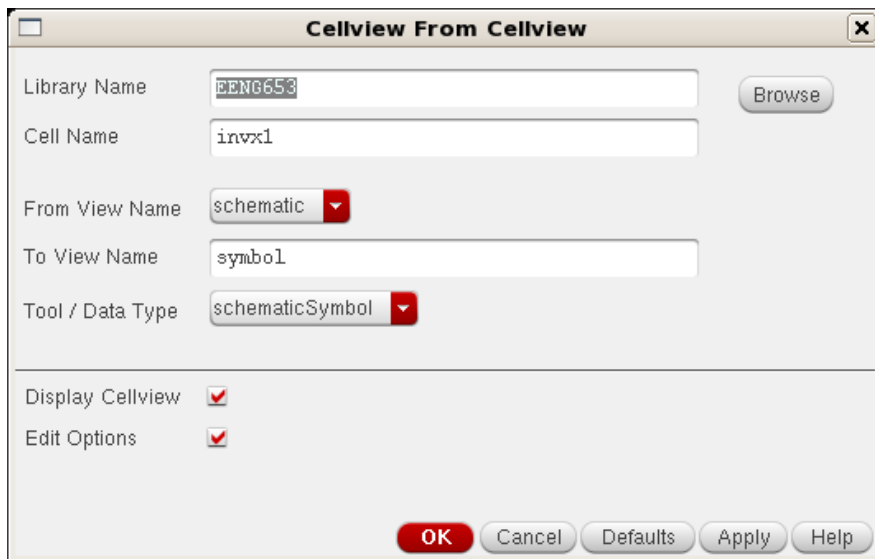 Cellview From Cellview
Library Name EENG653 Browse
Cell Name invx1
From View Name schematic
To View Name symbol
Tool / Data Type schematicSymbol
Display Cellview
Edit Options
OK Cancel Defaults Apply Help